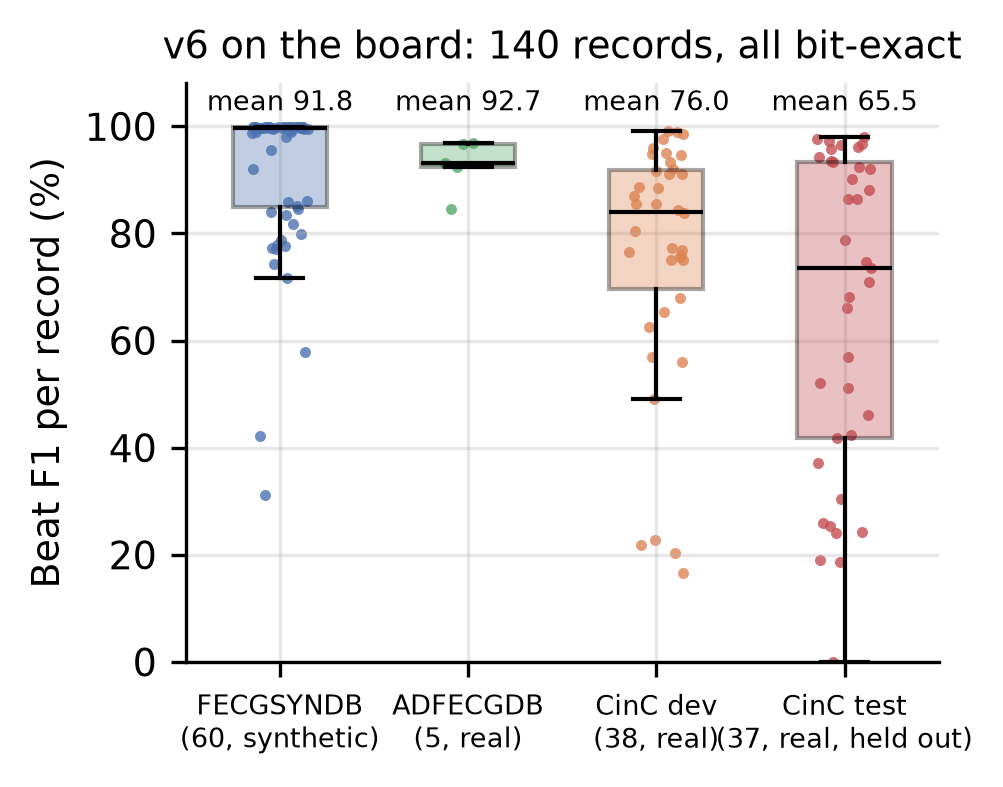 v6 on the board: 140 records, all bit-exact
mean 91.8 mean 92.7 mean 76.0 mean 65.5
Beat F1 per record (%)
100
80
60
40
20
0
FECGSYNDB
(60, synthetic)
ADFECGDB
(5, real)
CinC dev
(38, real)
CinC test
(37, real, held out)